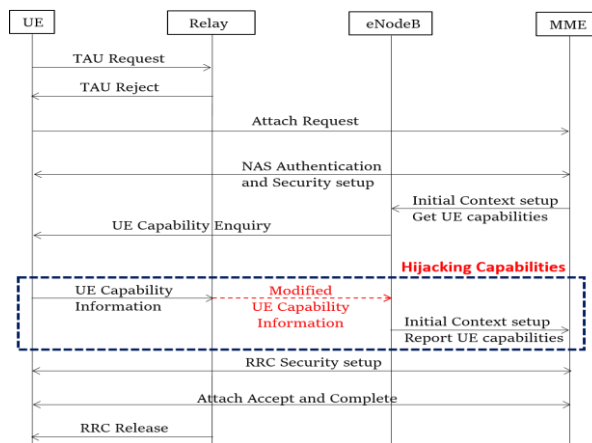 UE
Relay
eNodeB
MME
TAU Request
TAU Reject
Attach Request
NAS Authentication
and Security setup
Initial Context setup
Get UE capabilities
UE Capability Enquiry
Hijacking Capabilities
UE Capability
Information
Modified
UE Capability
Information
Initial Context setup
Report UE capabilities
RRC Security setup
Attach Accept and Complete
RRC Release